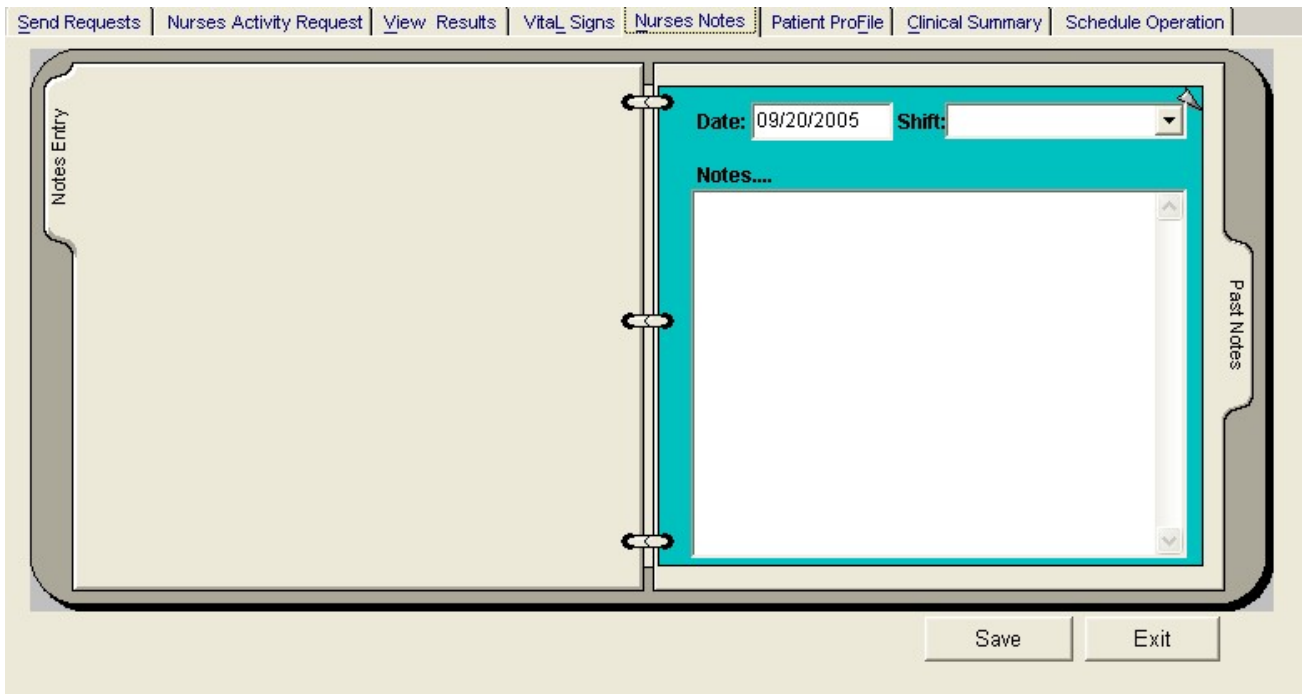 Send Requests Nurses Activity Request View Results VitaL Signs Nurses Notes Patient ProFile Clinical Summary Schedule Operation
Notes Entry
Date: 09/20/2005 Shift:
Notes....
Past Notes
Save Exit